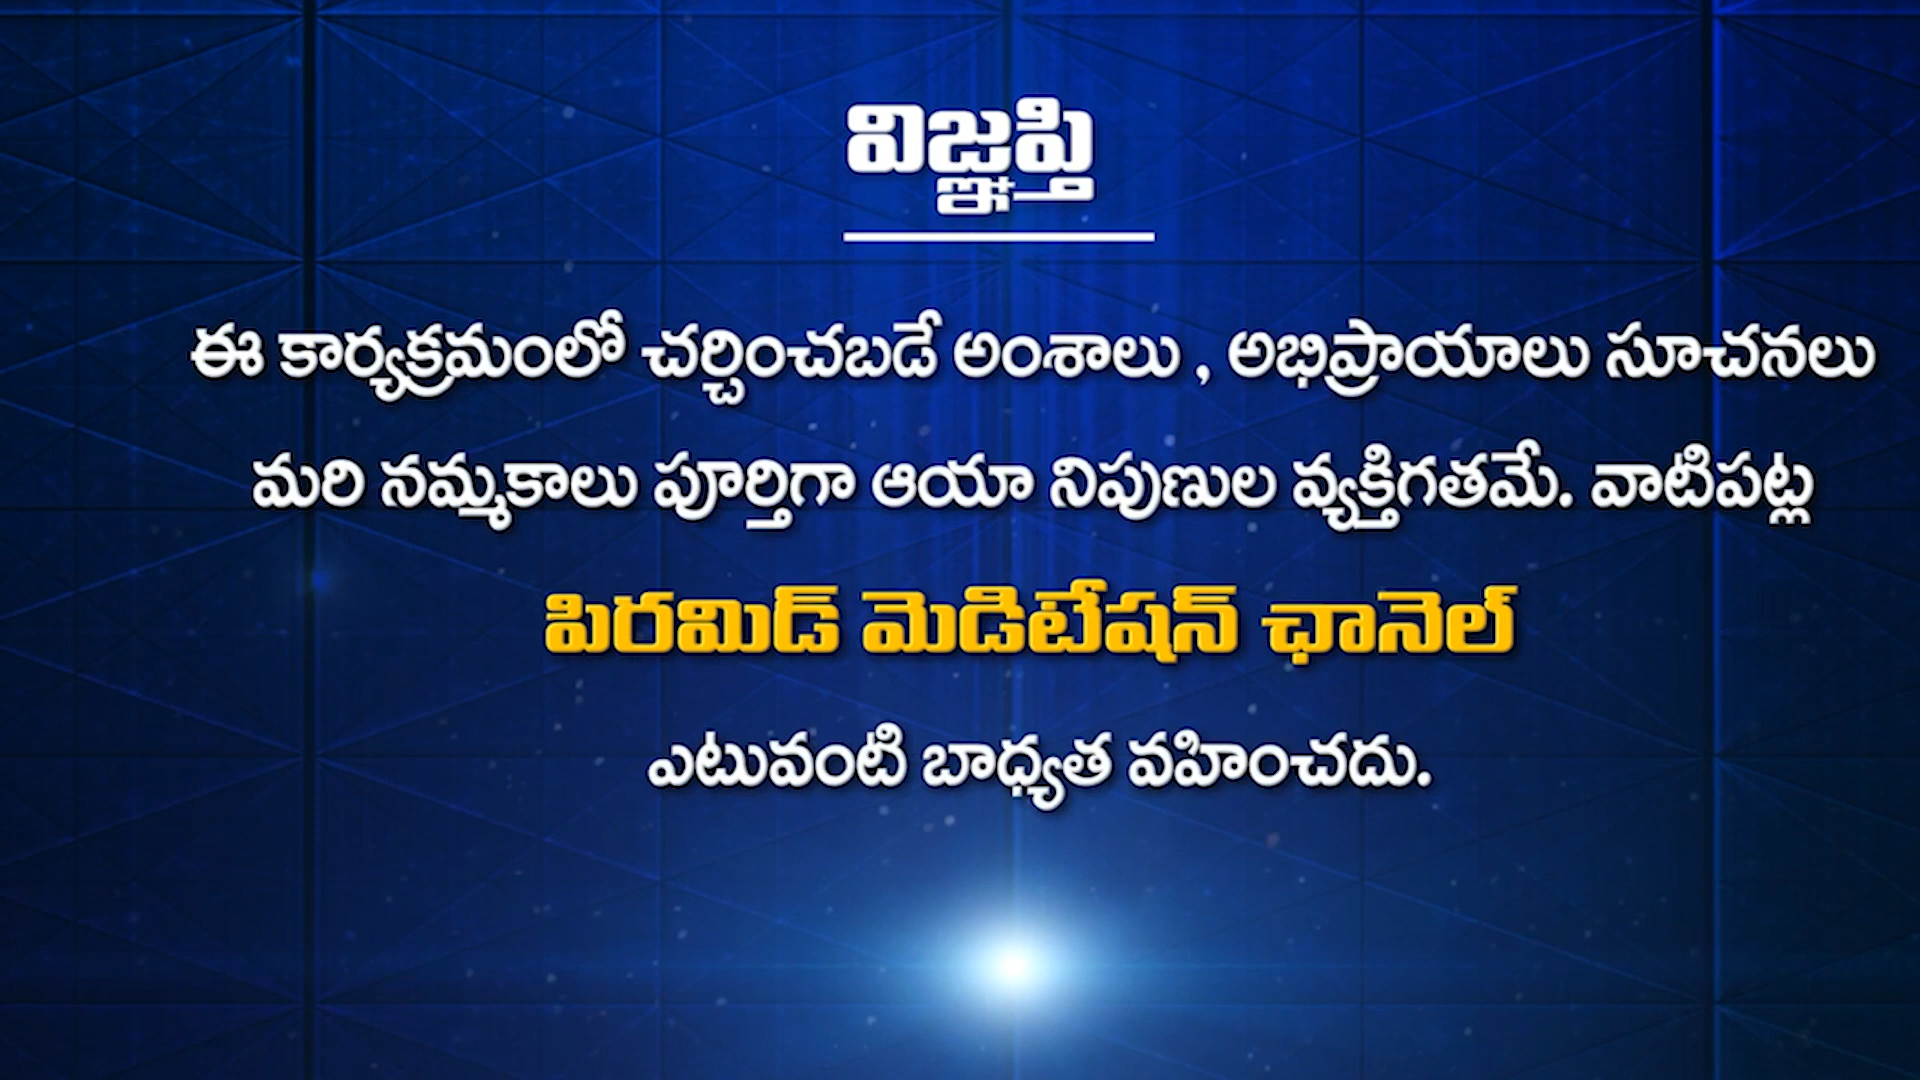 విజ్ఞప్తి
ఈ కార్యక్రమంలో చర్చించబడే అంశాలు , అభిప్రాయాలు సూచనలు
మరి నమ్మకాలు పూర్తిగా ఆయా నిపుణుల వ్యక్తిగతమే. వాటిపట్ల
పిరమిడ్ మెడిటేషన్ ఛానెల్
ఎటువంటి బాధ్యత వహించదు.